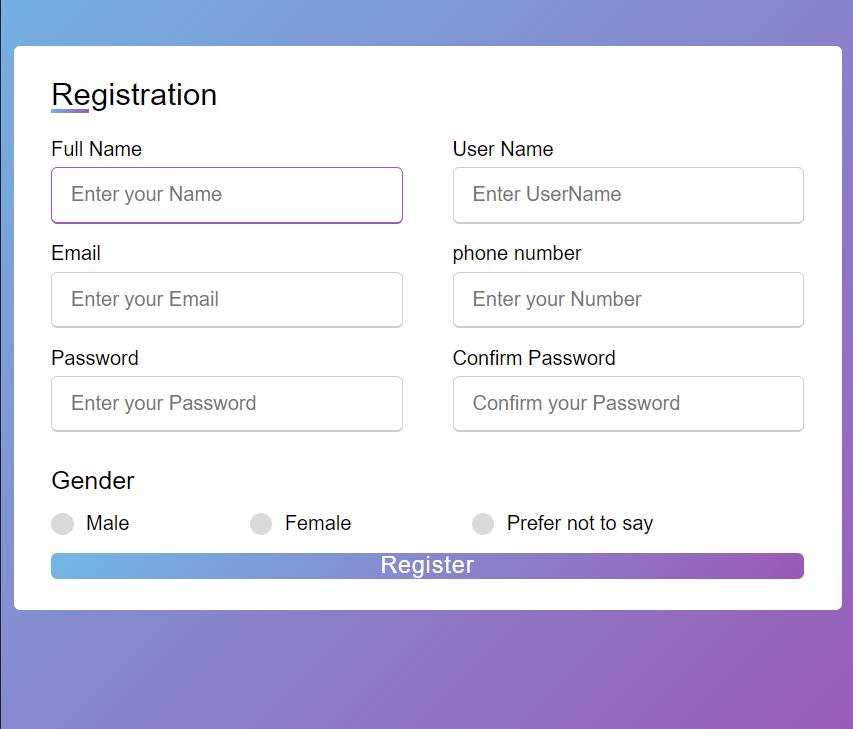 Registration
Full Name
User Name
Enter your Name
Enter UserName
Email
phone number
Enter your Email
Enter your Number
Password
Confirm Password
Enter your Password
Confirm your Password
Gender
Male
Female
Prefer not to say
Register